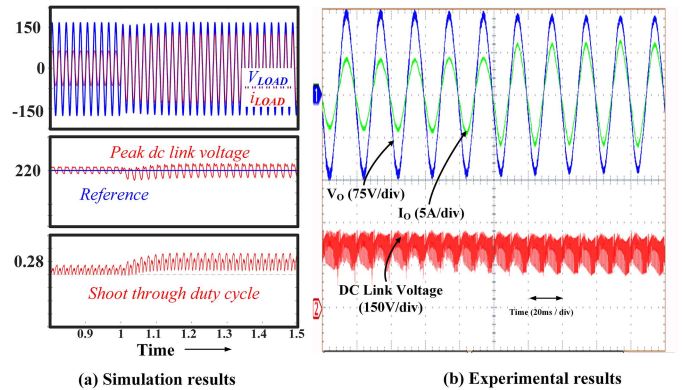 150
0
-150
V_LOAD
i_LOAD
Peak dc link voltage
220
Reference
0.28
Shoot through duty cycle
0.9 1 1.1 1.2 1.3 1.4 1.5
Time
(a) Simulation results
1
V_O (75V/div)
I_O (5A/div)
2
DC Link Voltage
(150V/div)
Time (20ms / div)
(b) Experimental results